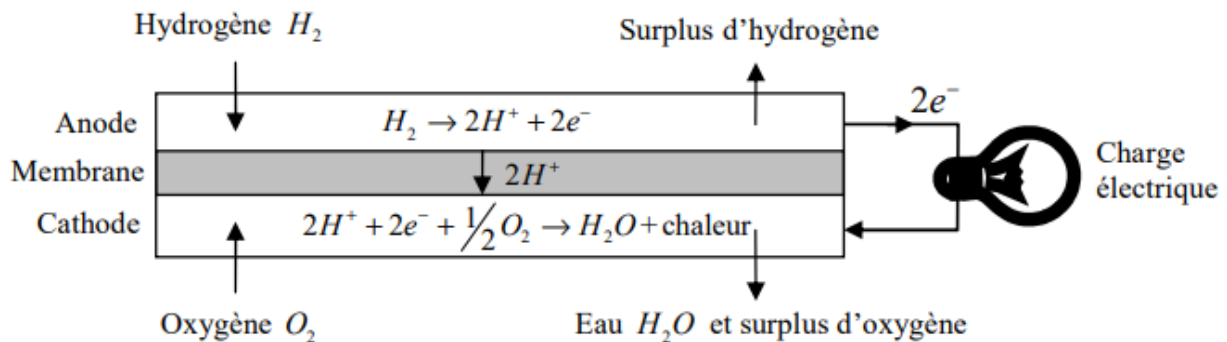 Hydrogène H₂
Surplus d'hydrogène
2e⁻
Anode
H₂ → 2H⁺ + 2e⁻
Membrane
2H⁺
Charge
électrique
Cathode
2H⁺ + 2e⁻ + ½O₂ → H₂O + chaleur
Oxygène O₂
Eau H₂O et surplus d'oxygène